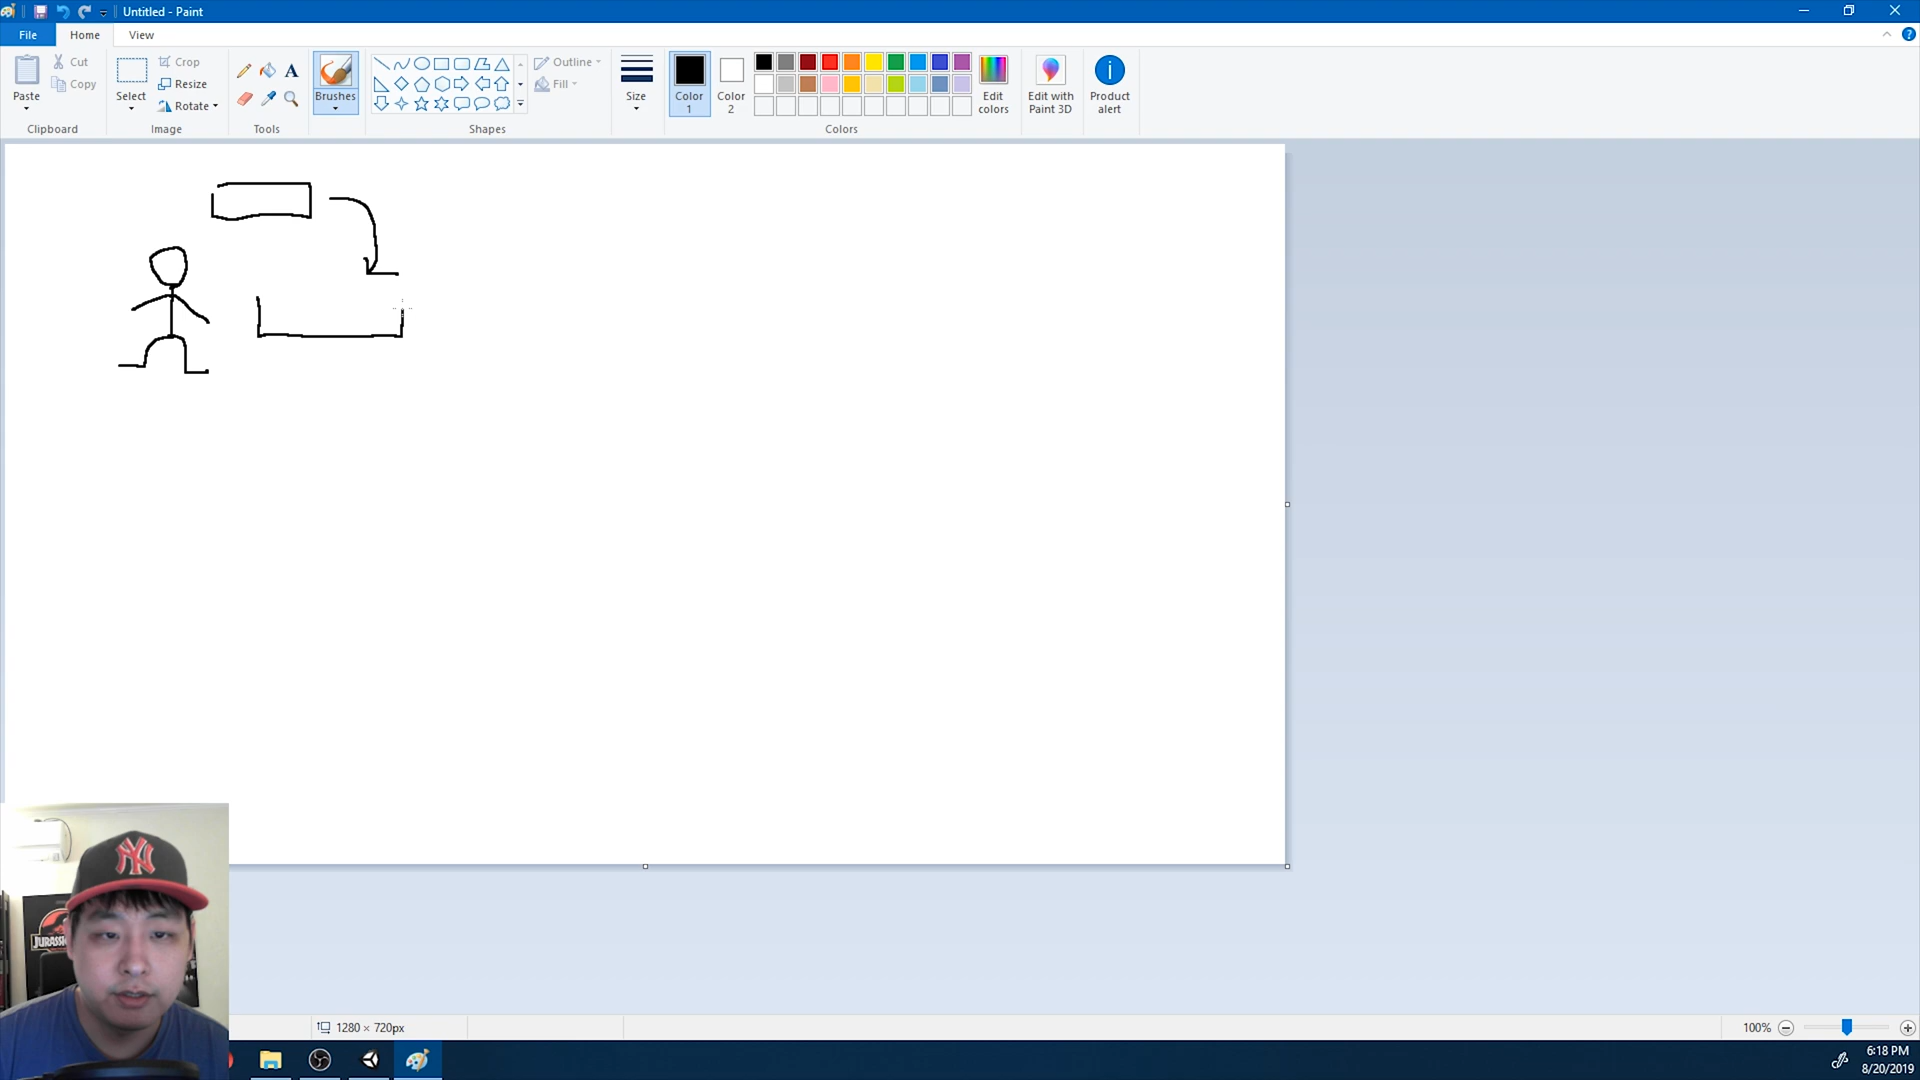 Untitled - Paint
File Home View
Paste Cut Copy Clipboard
Select Crop Resize Rotate Image
Tools
Brushes
Shapes
Outline
Fill
Size
Color 1
Color 2
Colors
Edit colors
Edit with Paint 3D
Product alert
NY
JURASSI
1280 × 720px
100%
6:18 PM
8/20/2019